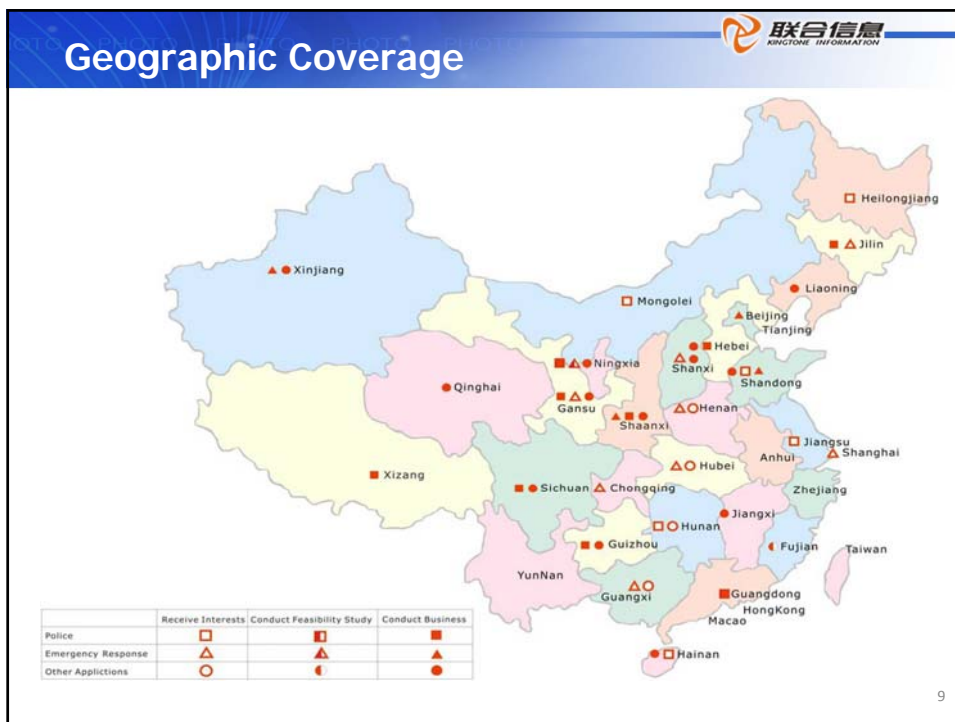 Geographic Coverage
联合信息
KINGTONE INFORMATION
Heilongjiang
Jilin
Xinjiang
Liaoning
Mongolei
Beijing
Tianjing
Hebei
Ningxia
Shanxi
Shandong
Qinghai
Gansu
Henan
Shaanxi
Jiangsu
Shanghai
Anhui
Hubei
Xizang
Sichuan
Chongqing
Zhejiang
Jiangxi
Hunan
Guizhou
Fujian
Taiwan
YunNan
Guangxi
Guangdong
HongKong
Macao
Hainan
Receive Interests Conduct Feasibility Study Conduct Business
Police
Emergency Response
Other Applictions
9